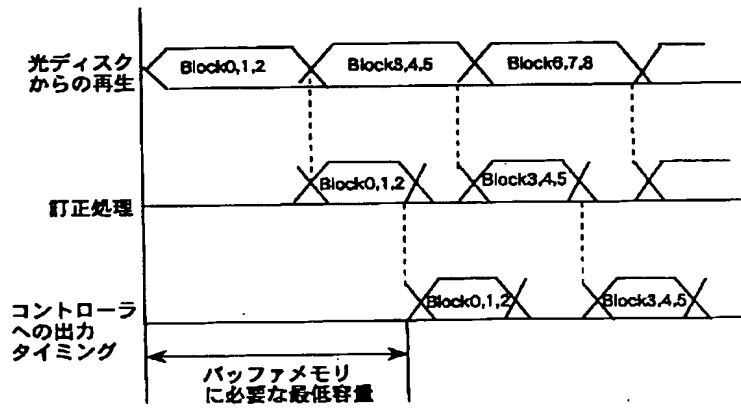 光ディスク
からの再生
Block0,1,2
Block3,4,5
Block6,7,8
訂正処理
Block0,1,2
Block3,4,5
コントローラ
への出力
タイミング
Block0,1,2
Block3,4,5
バッファメモリ
に必要な最低容量